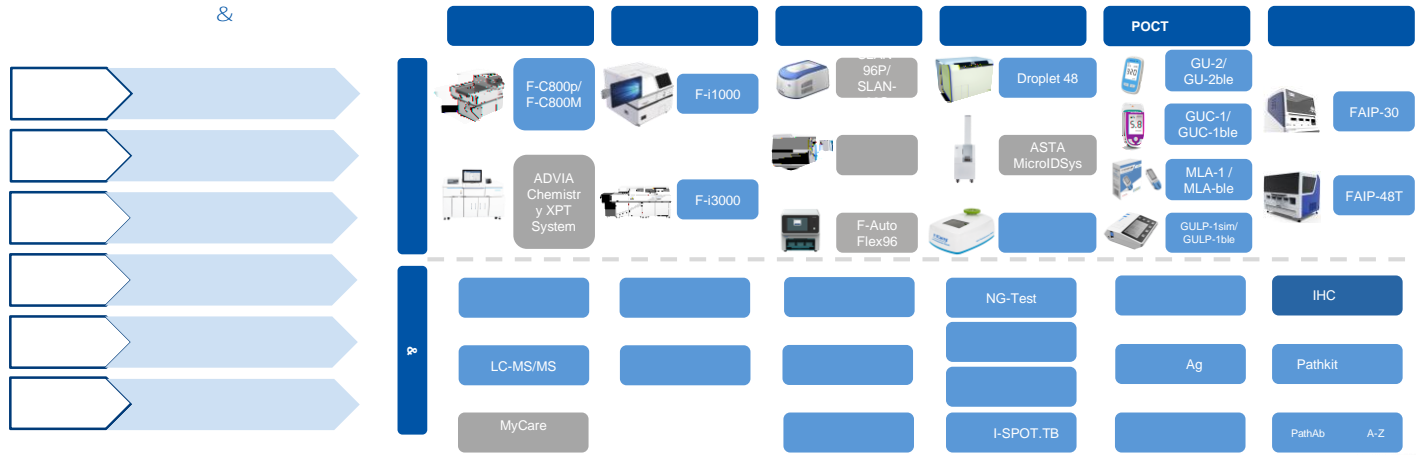 &
POCT
F-C800p/
F-C800M
F-i1000
96P/
SLAN-
Droplet 48
GU-2/
GU-2ble
GUC-1/
GUC-1ble
FAIP-30
ADVIA
Chemistr
y XPT
System
F-i3000
F-Auto
Flex96
ASTA
MicroIDSys
MLA-1 /
MLA-ble
GULP-1sim/
GULP-1ble
FAIP-48T
&
NG-Test
IHC
LC-MS/MS
Ag
Pathkit
MyCare
I-SPOT.TB
PathAb A-Z